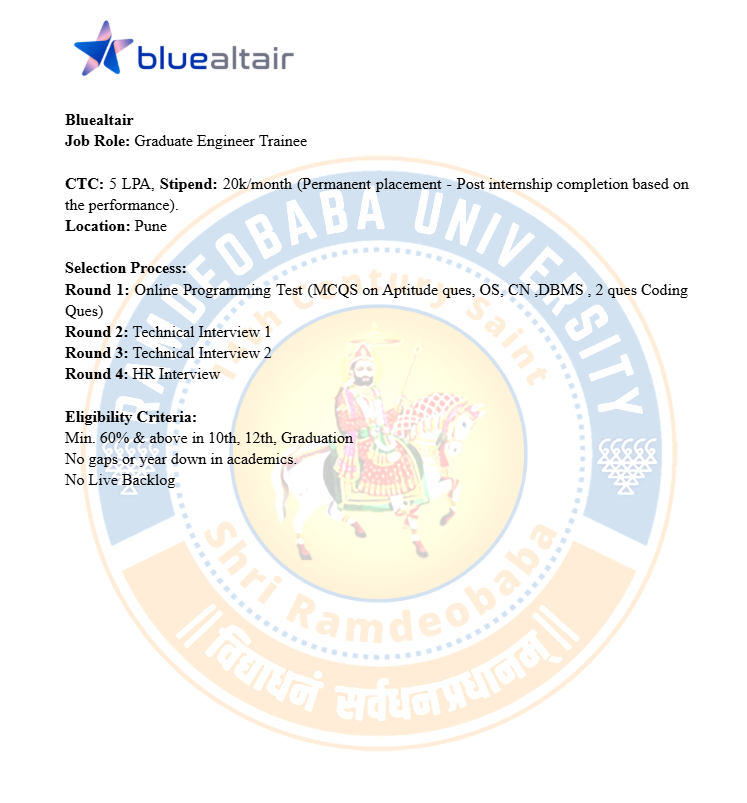 bluealtair
Bluealtair
Job Role: Graduate Engineer Trainee
CTC: 5 LPA, Stipend: 20k/month (Permanent placement - Post internship completion based on
the performance).
Location: Pune
Selection Process:
Round 1: Online Programming Test (MCQS on Aptitude ques, OS, CN ,DBMS , 2 ques Coding
Ques)
Round 2: Technical Interview 1
Round 3: Technical Interview 2
Round 4: HR Interview
Eligibility Criteria:
Min. 60% & above in 10th, 12th, Graduation
No gaps or year down in academics.
No Live Backlog
RAMDEOBABA UNIVERSITY
14th Century Saint
Shri Ramdeobaba
॥ विद्याधनं सर्वधनप्रधानम् ॥